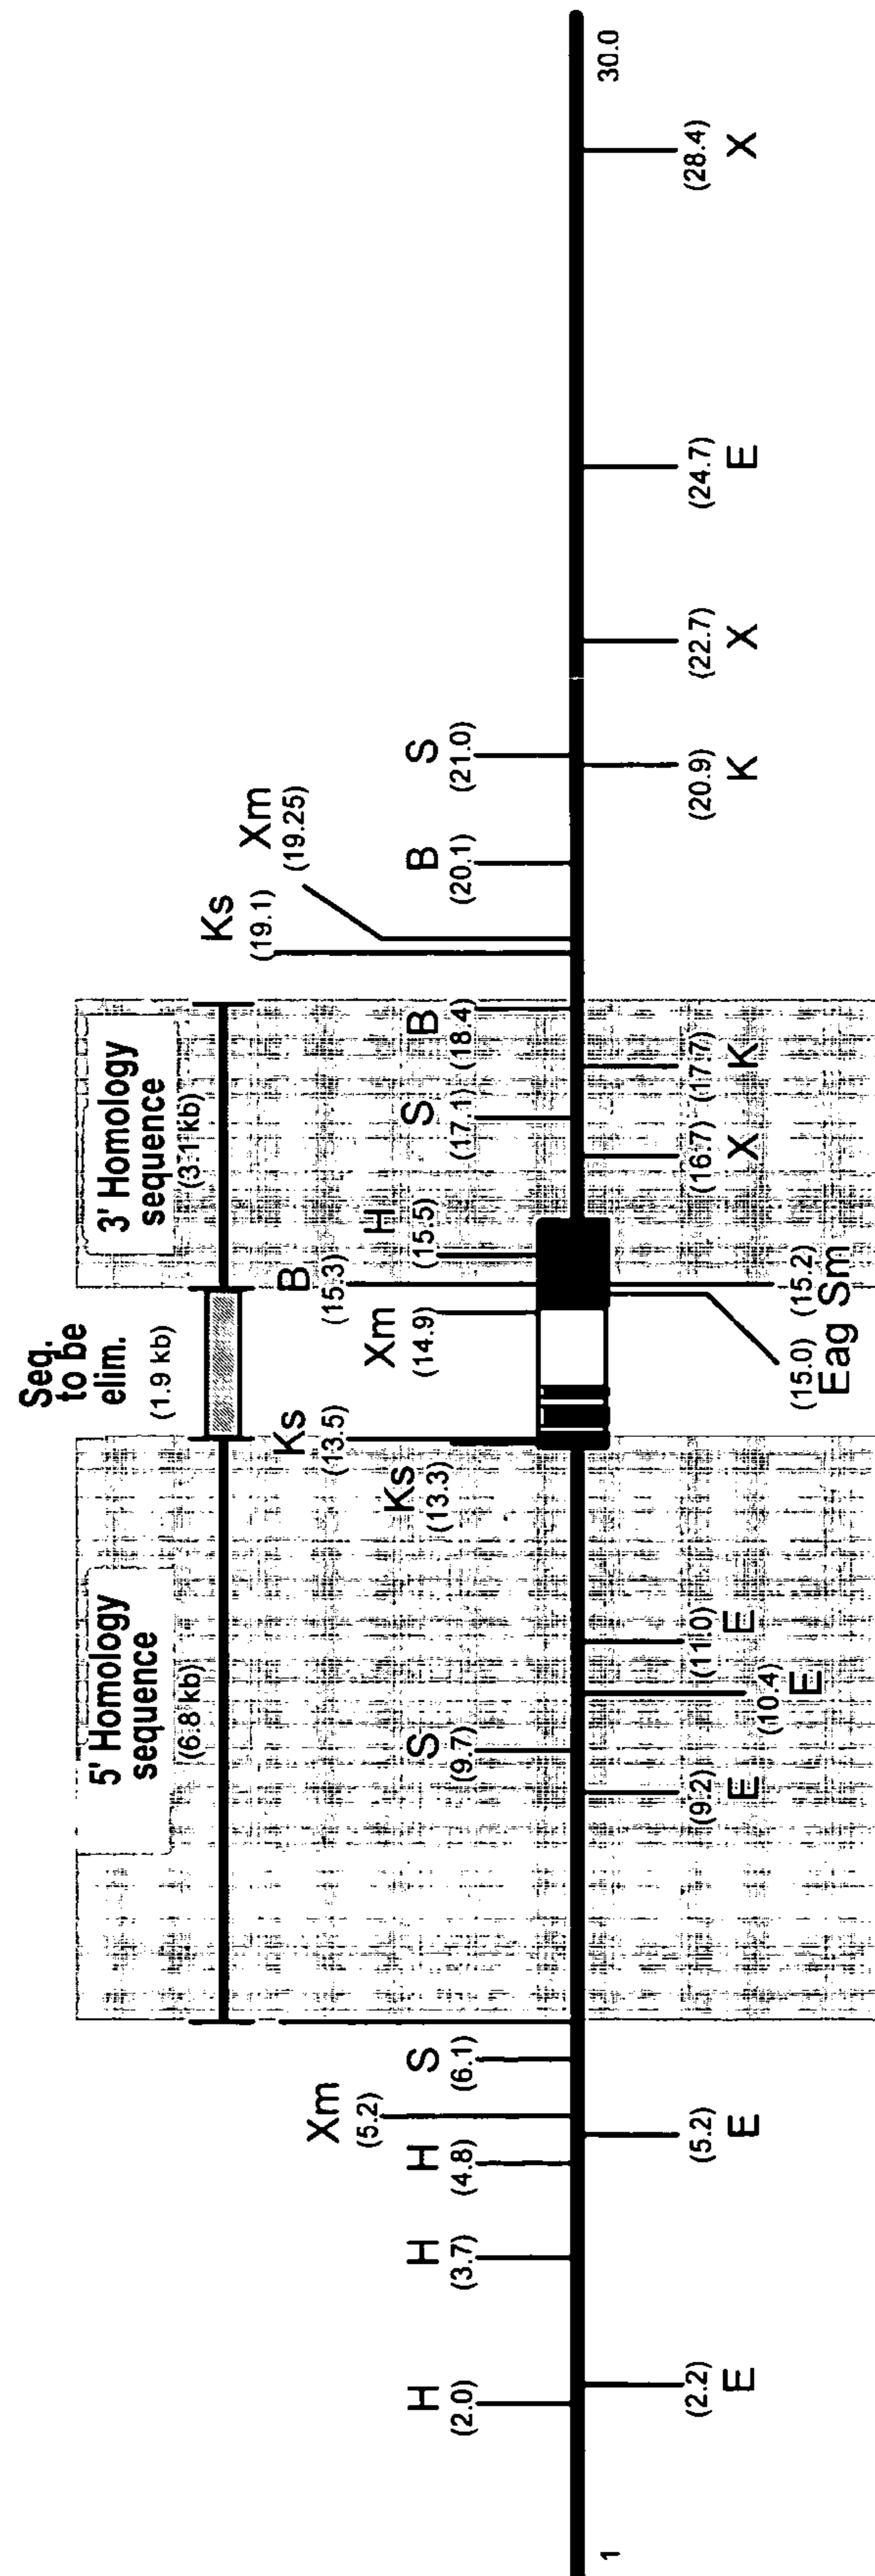 Seq.
to be
elim.
(1.9 kb)
5' Homology
sequence
(6.8 kb)
3' Homology
sequence
(3.1 kb)
H
(2.0)
H
(3.7)
H
(4.8)
Xm
(5.2)
S
(6.1)
S
(9.7)
Ks
(13.3)
Ks
(13.5)
Xm
(14.9)
B
(15.3)
H
(15.5)
S
(17.1)
B
(18.4)
Ks
(19.1)
Xm
(19.25)
B
(20.1)
S
(21.0)
1
30.0
(2.2)
E
(5.2)
E
(9.2)
E
(10.4)
E
(11.0)
E
(15.0)
Eag
(15.2)
Sm
(16.7)
X
(17.7)
K
(20.9)
K
(22.7)
X
(24.7)
E
(28.4)
X